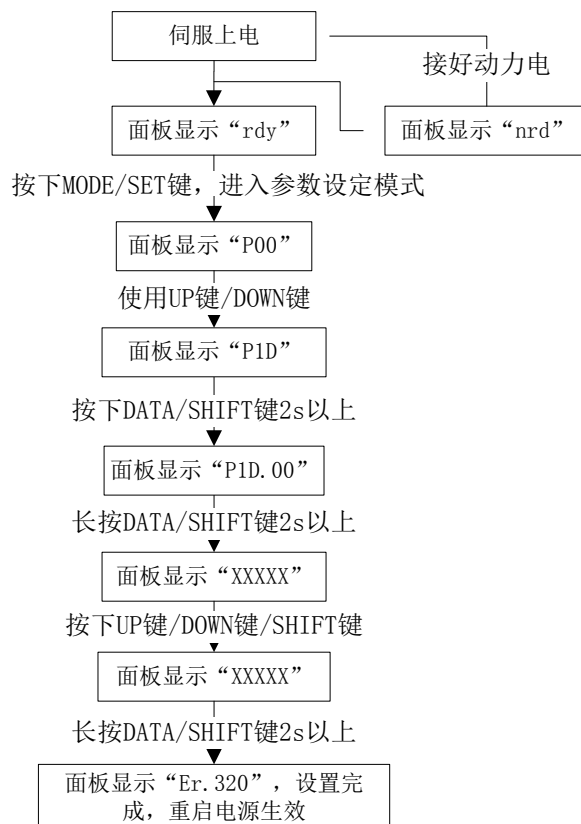 伺服上电
接好动力电
面板显示“rdy”
面板显示“nrd”
按下MODE/SET键，进入参数设定模式
面板显示“P00”
使用UP键/DOWN键
面板显示“P1D”
按下DATA/SHIFT键2s以上
面板显示“P1D.00”
长按DATA/SHIFT键2s以上
面板显示“XXXXX”
按下UP键/DOWN键/SHIFT键
面板显示“XXXXX”
长按DATA/SHIFT键2s以上
面板显示“Er.320”，设置完
成，重启电源生效